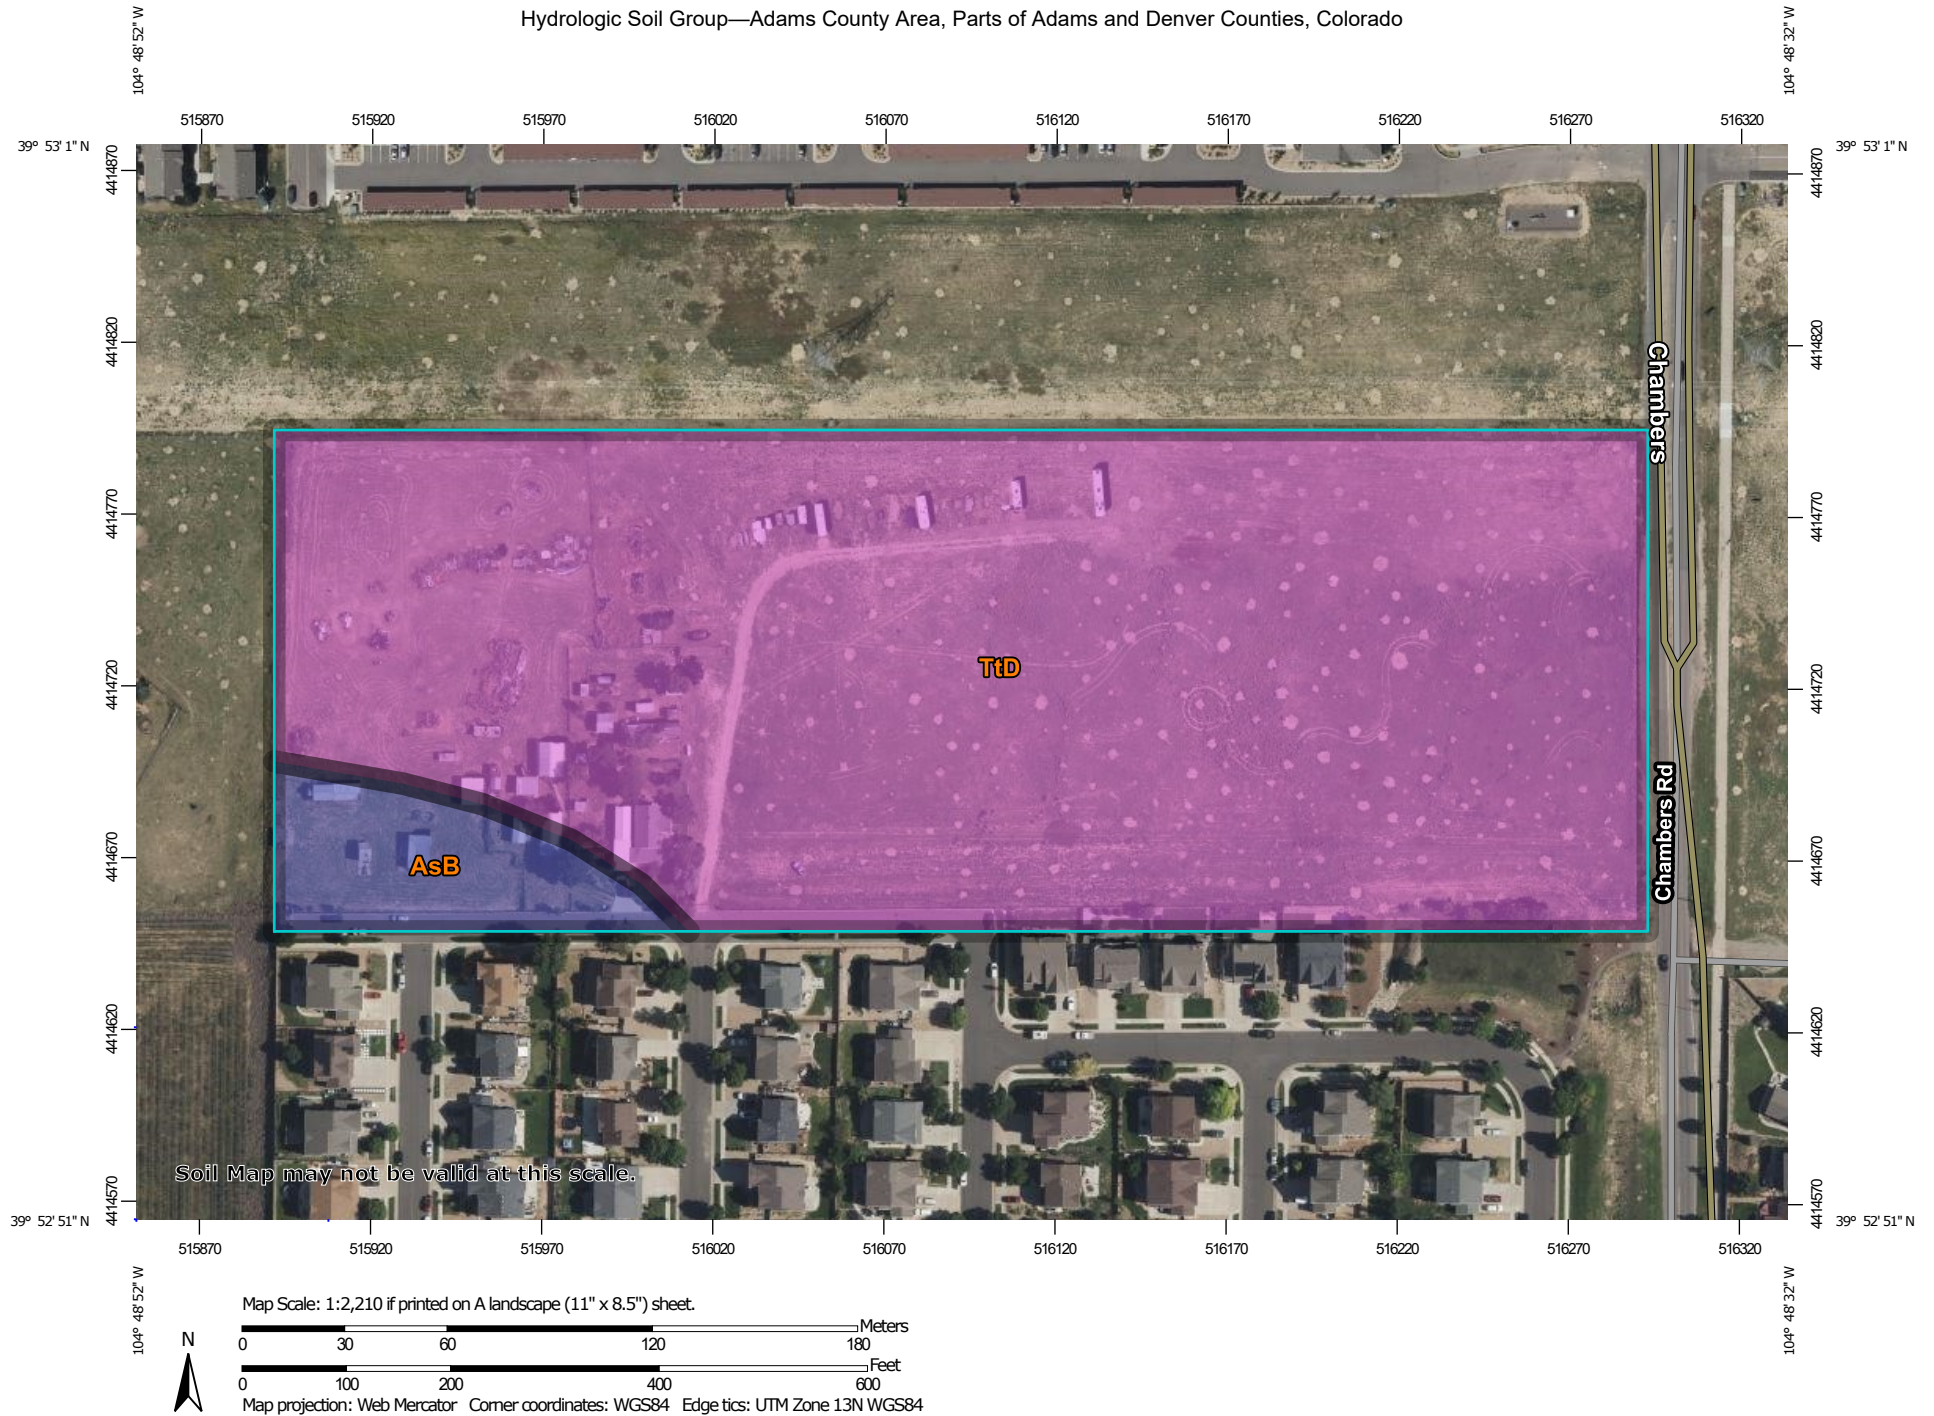 Hydrologic Soil Group—Adams County Area, Parts of Adams and Denver Counties, Colorado
104° 48' 52'' W
104° 48' 32'' W
515870 515920 515970 516020 516070 516120 516170 516220 516270 516320
39° 53' 1'' N
39° 53' 1'' N
4414870
4414870
4414820
4414820
Chambers
4414770
4414770
TtD
4414720
4414720
Chambers Rd
AsB
4414670
4414670
4414620
4414620
Soil Map may not be valid at this scale.
4414570
4414570
39° 52' 51'' N
39° 52' 51'' N
515870 515920 515970 516020 516070 516120 516170 516220 516270 516320
104° 48' 52'' W
104° 48' 32'' W
Map Scale: 1:2,210 if printed on A landscape (11" x 8.5") sheet.
Meters
0 30 60 120 180
N
Feet
0 100 200 400 600
Map projection: Web Mercator Corner coordinates: WGS84 Edge tics: UTM Zone 13N WGS84